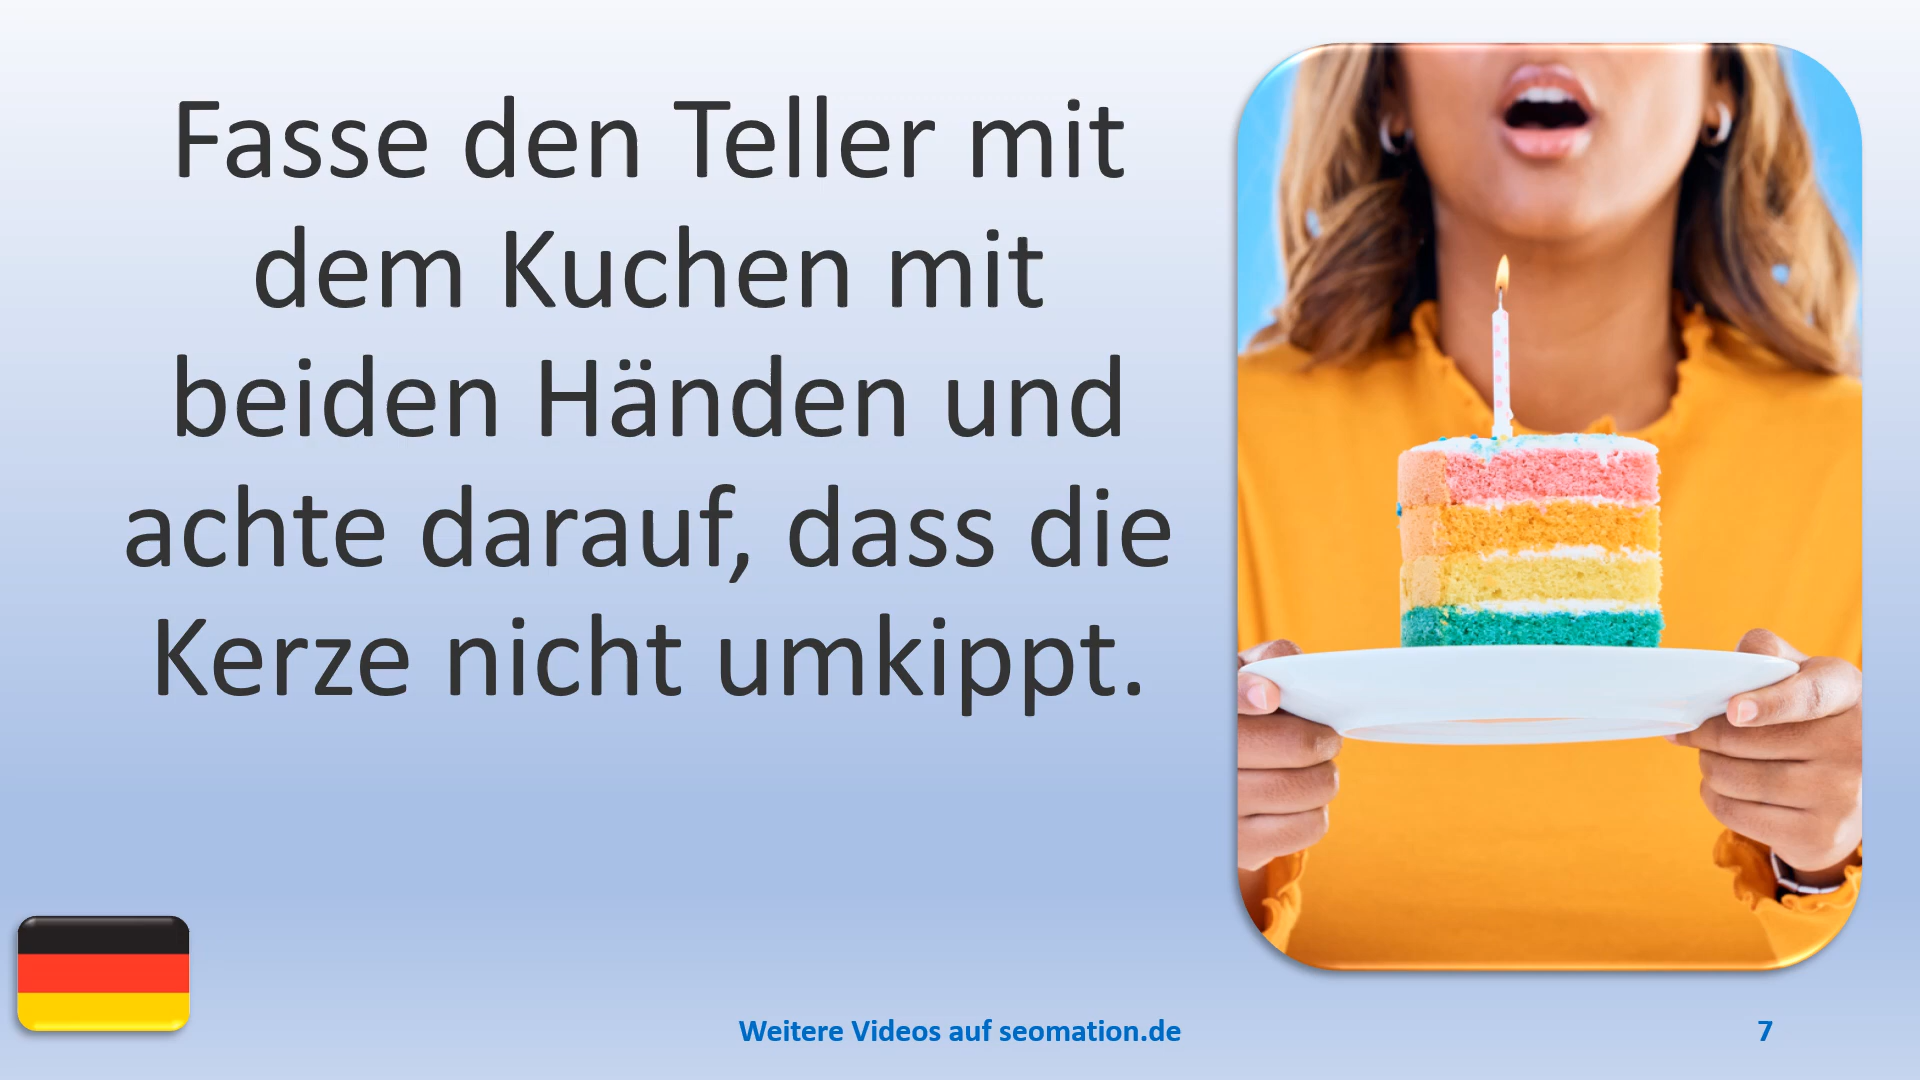 Fasse den Teller mit
dem Kuchen mit
beiden Händen und
achte darauf, dass die
Kerze nicht umkippt.
Weitere Videos auf seomation.de
7